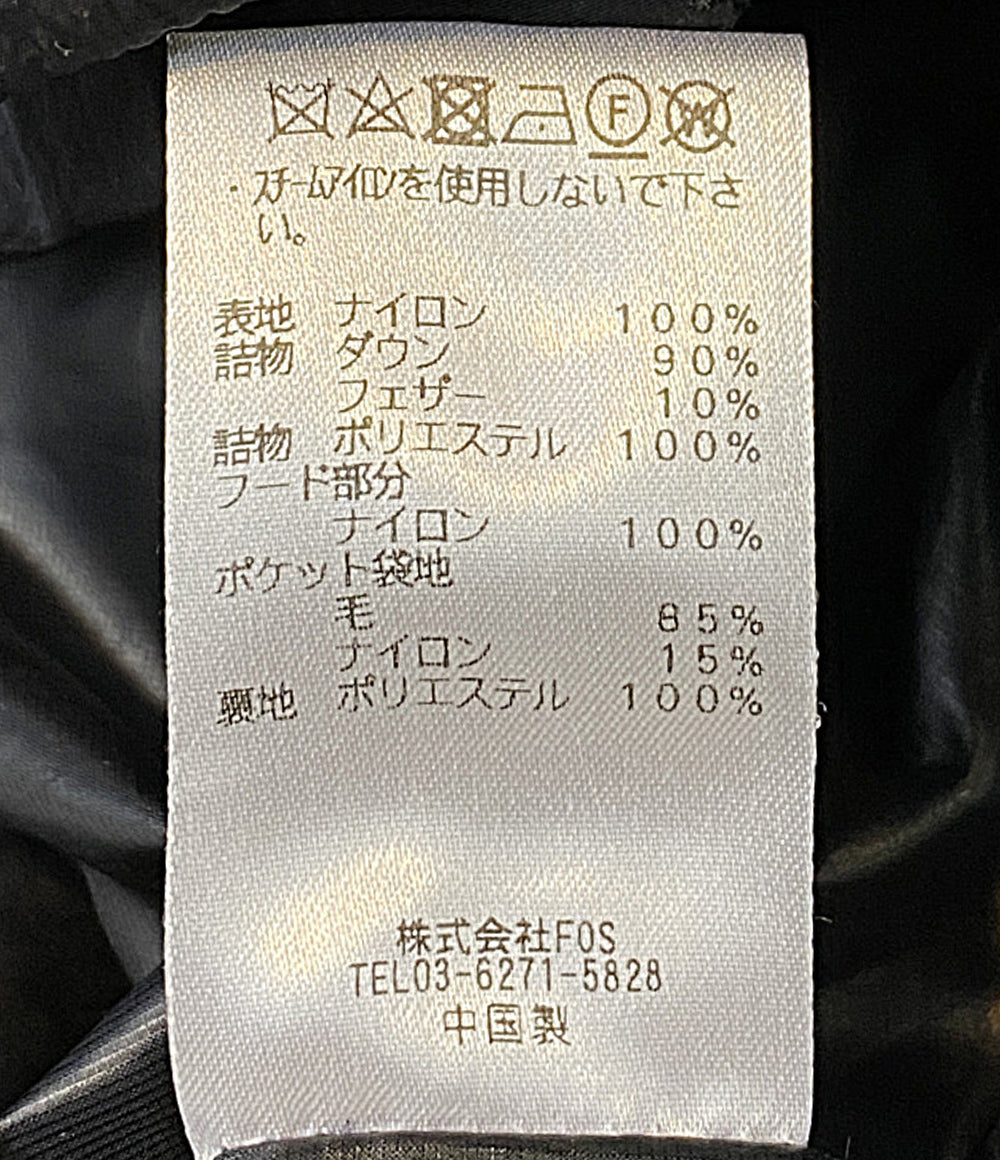 ・スチームアイロンを使用しないで下さ
い。
表地 ナイロン 100%
詰物 ダウン 90%
フェザー 10%
詰物 ポリエステル 100%
フード部分
ナイロン 100%
ポケット袋地
毛 85%
ナイロン 15%
地 ポリエステル 100%
株式会社FOS
TEL03-6271-5828
中国製